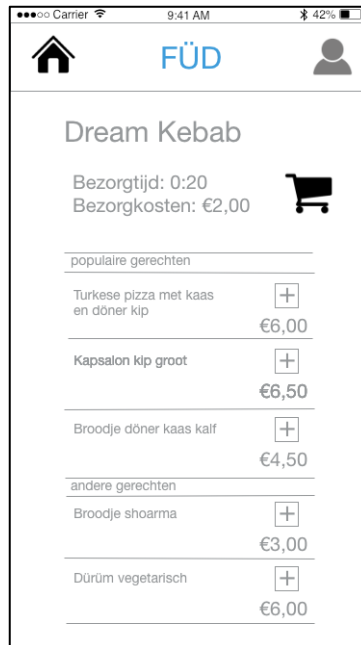 Carrier 9:41 AM 42%
FÜD
Dream Kebab
Bezorgtijd: 0:20
Bezorgkosten: €2,00
populaire gerechten
Turkese pizza met kaas
en döner kip
€6,00
Kapsalon kip groot
€6,50
Broodje döner kaas kalf
€4,50
andere gerechten
Broodje shoarma
€3,00
Dürüm vegetarisch
€6,00